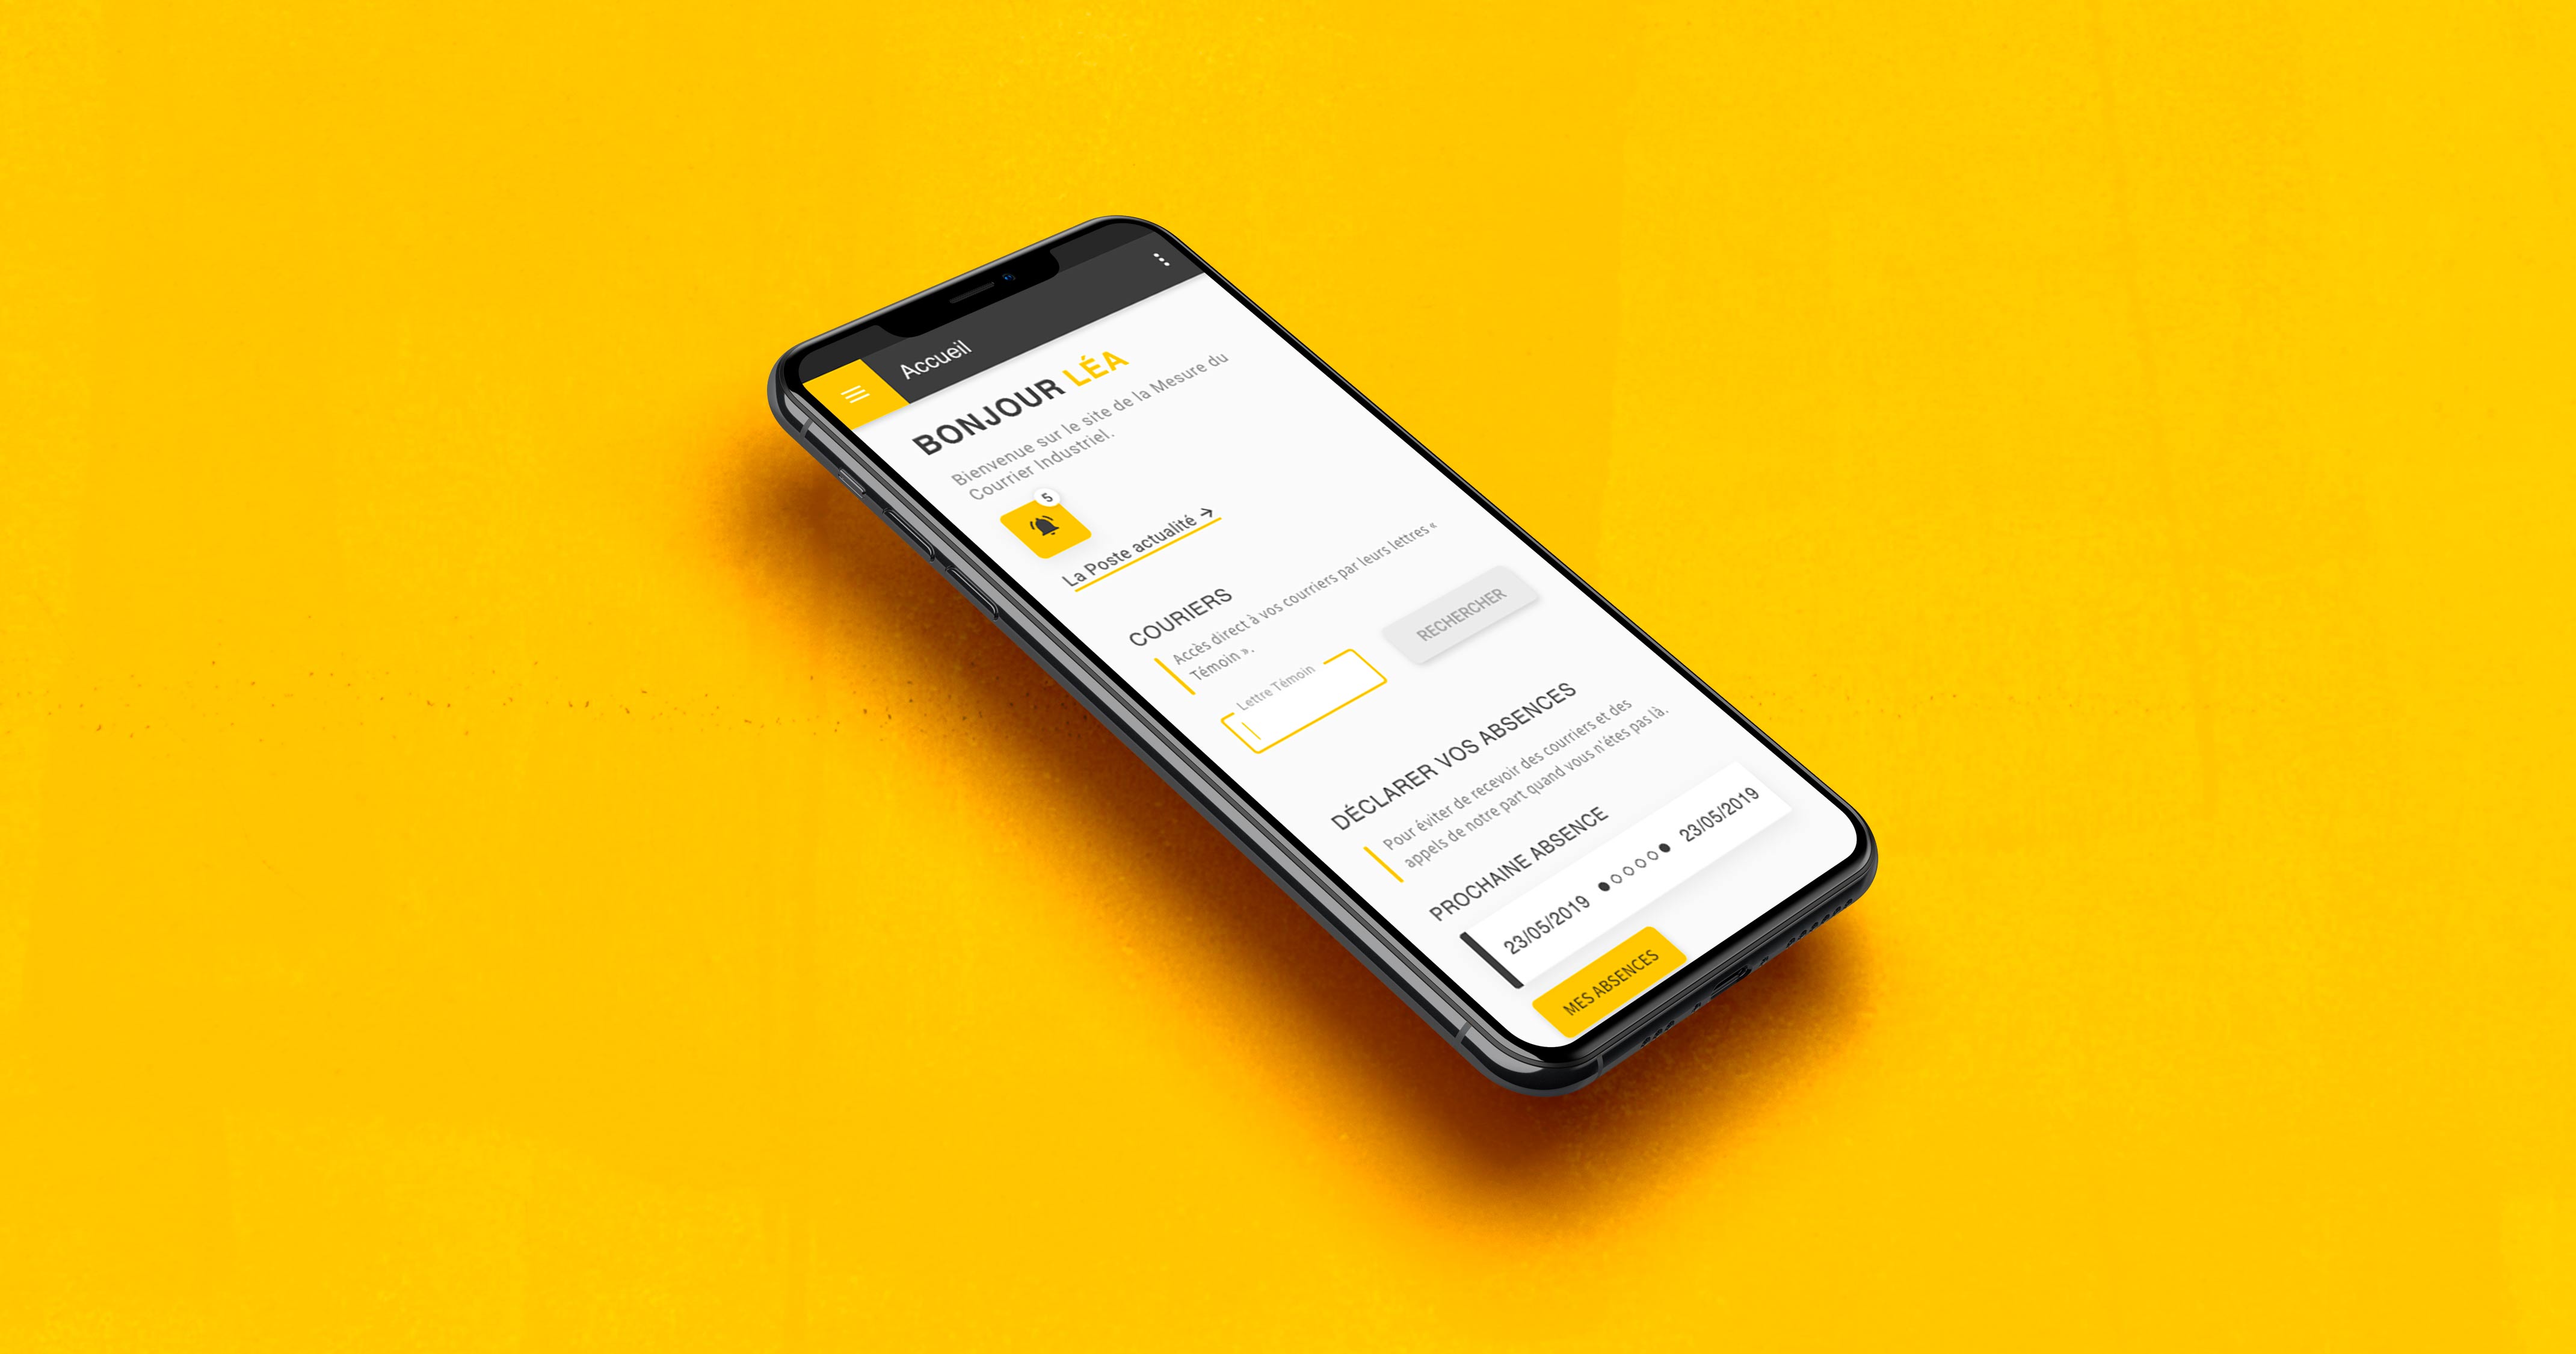 Accueil
BONJOUR LÉA
Bienvenue sur le site de la Mesure du
Courrier Industriel.
5
La Poste actualité →
COURIERS
Accès direct à vos courriers par leurs lettres «
Témoin ».
Lettre Témoin
RECHERCHER
DÉCLARER VOS ABSENCES
Pour éviter de recevoir des courriers et des
appels de notre part quand vous n'êtes pas là.
PROCHAINE ABSENCE
23/05/2019 23/05/2019
MES ABSENCES